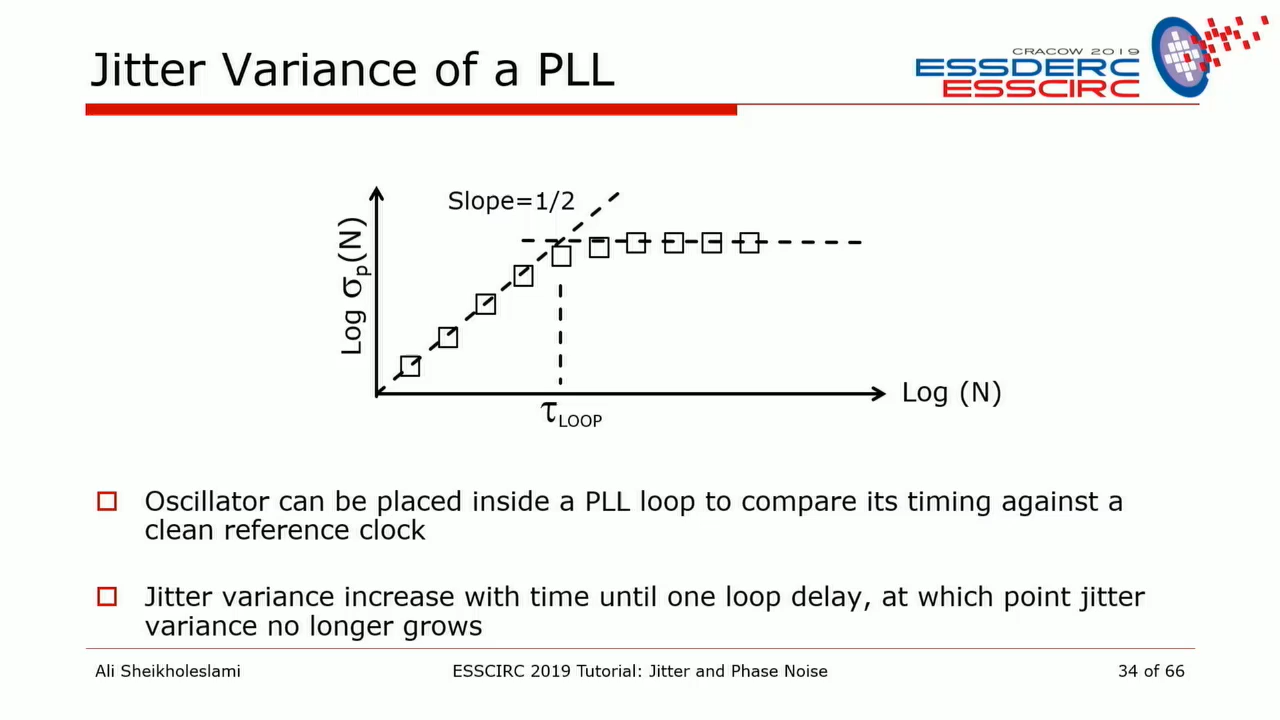 Jitter Variance of a PLL
CRACOW 2019
ESSDERC
ESSCIRC
Slope=1/2
Log σp(N)
Log (N)
τLOOP
Oscillator can be placed inside a PLL loop to compare its timing against a
clean reference clock
Jitter variance increase with time until one loop delay, at which point jitter
variance no longer grows
Ali Sheikholeslami
ESSCIRC 2019 Tutorial: Jitter and Phase Noise
34 of 66